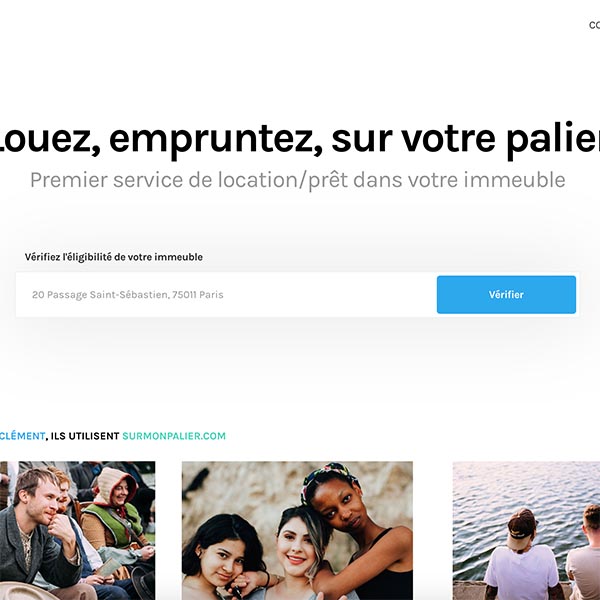 CO
Louez, empruntez, sur votre palier
Premier service de location/prêt dans votre immeuble
Vérifiez l'éligibilité de votre immeuble
20 Passage Saint-Sébastien, 75011 Paris
Vérifier
CLÉMENT, ILS UTILISENT SURMONPALIER.COM